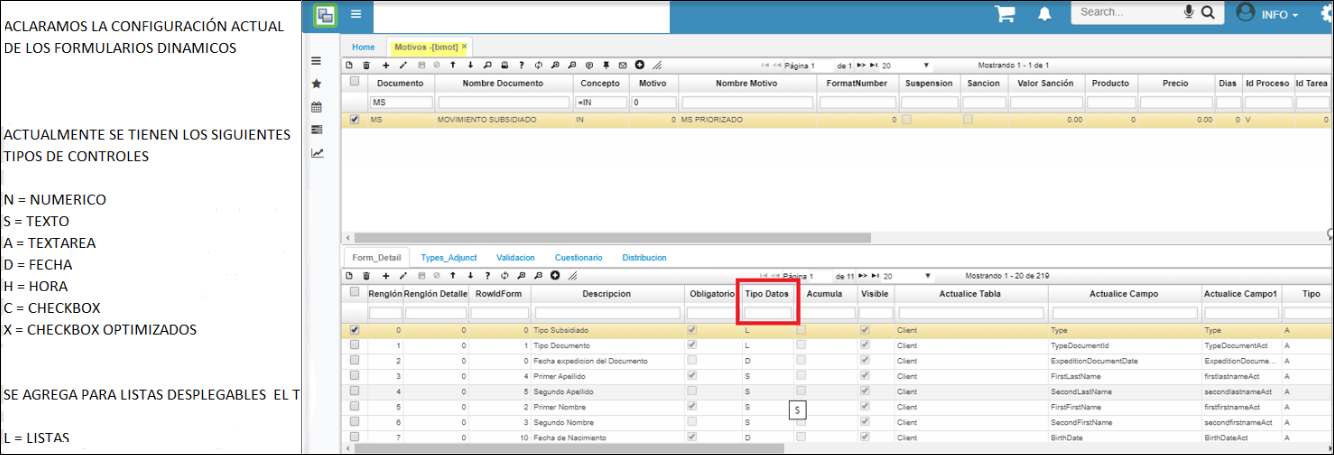 ACLARAMOS LA CONFIGURACIÓN ACTUAL
DE LOS FORMULARIOS DINAMICOS
ACTUALMENTE SE TIENEN LOS SIGUIENTES
TIPOS DE CONTROLES
N = NUMERICO
S = TEXTO
A = TEXTAREA
D = FECHA
H = HORA
C = CHECKBOX
X = CHECKBOX OPTIMIZADOS
SE AGREGA PARA LISTAS DESPLEGABLES EL T
L = LISTAS
Search... INFO
Home Motivos -[bmot] ×
Página 1 de 1 20 Mostrando 1 - 1 de 1
Documento Nombre Documento Concepto Motivo Nombre Motivo FormatNumber Suspension Sancion Valor Sanción Producto Precio Dias Id Proceso Id Tarea
MS =IN 0
MS MOVIMIENTO SUBSIDIADO IN 0 MS PRIORIZADO 0 0.00 0 0.00 0 V 0
Form_Detail Types_Adjunct Validacion Cuestionario Distribucion
Página 1 de 11 20 Mostrando 1 - 20 de 219
Renglón Renglón Detalle RowIdForm Descripcion Obligatorio Tipo Datos Acumula Visible Actualice Tabla Actualice Campo Actualice Campo1 Tipo
0 0 0 Tipo Subsidiado L Client Type Type A
1 0 1 Tipo Documento L Client TypeDocumentId TypeDocumentAct A
2 0 0 Fecha expedicion del Documento D Client ExpeditionDocumentDate ExpeditionDocume... A
3 0 4 Primer Apellido S Client FirstLastName firstlastnameAct A
4 0 5 Segundo Apellido S Client SecondLastName secondlastnameAct A
5 0 2 Primer Nombre S Client FirstFirstName firstfirstnameAct A
S
6 0 3 Segundo Nombre S Client SecondFirstName secondfirstnameAct A
7 0 10 Fecha de Nacimiento D Client BirthDate BirthDateAct A